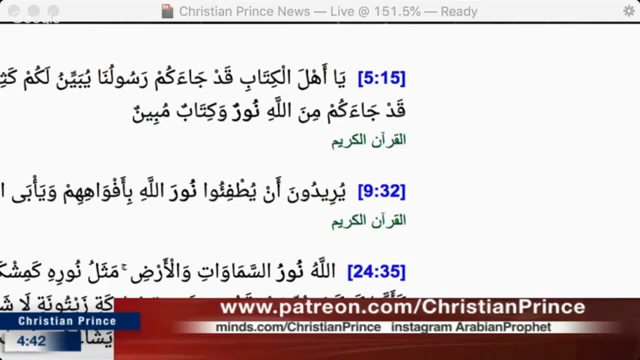 Christian Prince News — Live @ 151.5% — Ready
[5:15] يَا أَهْلَ الْكِتَابِ قَدْ جَاءَكُمْ رَسُولُنَا يُبَيِّنُ لَكُمْ
قَدْ جَاءَكُمْ مِنَ اللَّهِ نُورٌ وَكِتَابٌ مُبِينٌ
القرآن الكريم
[9:32] يُرِيدُونَ أَنْ يُطْفِئُوا نُورَ اللَّهِ بِأَفْوَاهِهِمْ وَيَأْبَى
القرآن الكريم
[24:35] اللَّهُ نُورُ السَّمَاوَاتِ وَالْأَرْضِ ۚ مَثَلُ نُورِهِ
زَيْتُونَةٍ لَا
www.patreon.com/ChristianPrince
Christian Prince
minds.com/ChristianPrince instagram ArabianProphet
4:42